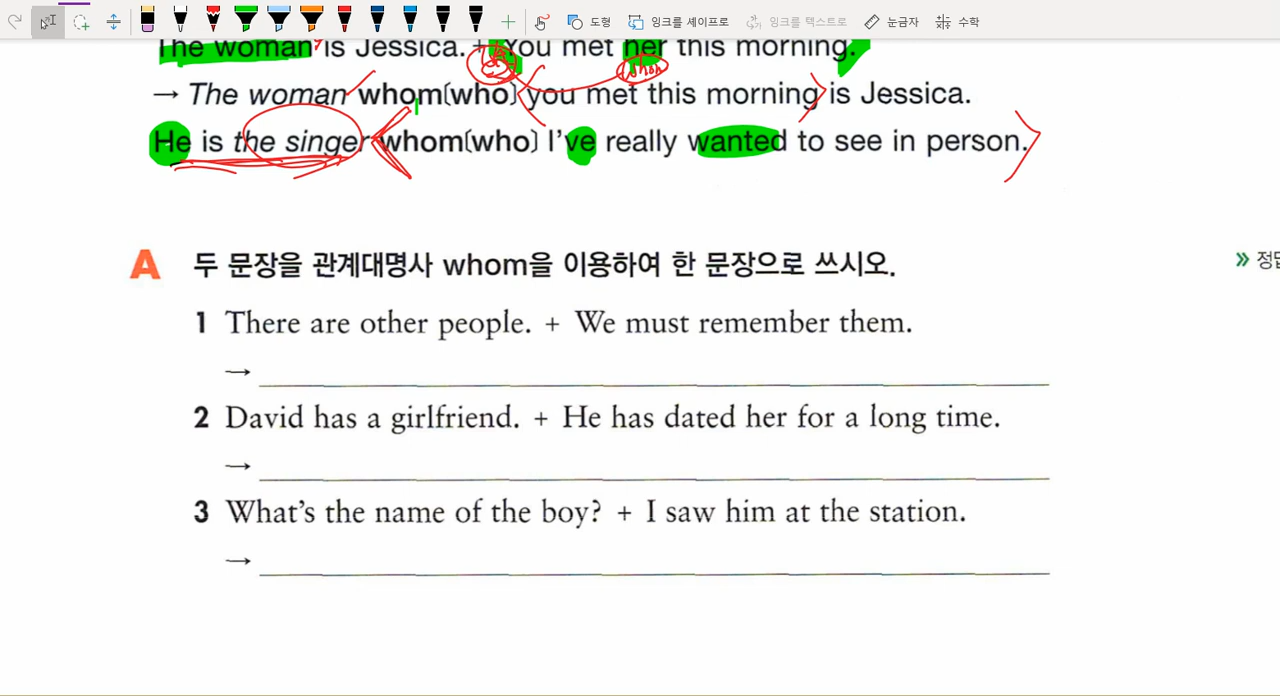 도형 잉크를 셰이프로 잉크를 텍스트로 눈금자 수학
The woman is Jessica. + You met her this morning.
whom
→ The woman whom(who) you met this morning is Jessica.
He is the singer whom(who) I've really wanted to see in person.
A 두 문장을 관계대명사 whom을 이용하여 한 문장으로 쓰시오.
» 정답
1 There are other people. + We must remember them.
→
2 David has a girlfriend. + He has dated her for a long time.
→
3 What's the name of the boy? + I saw him at the station.
→